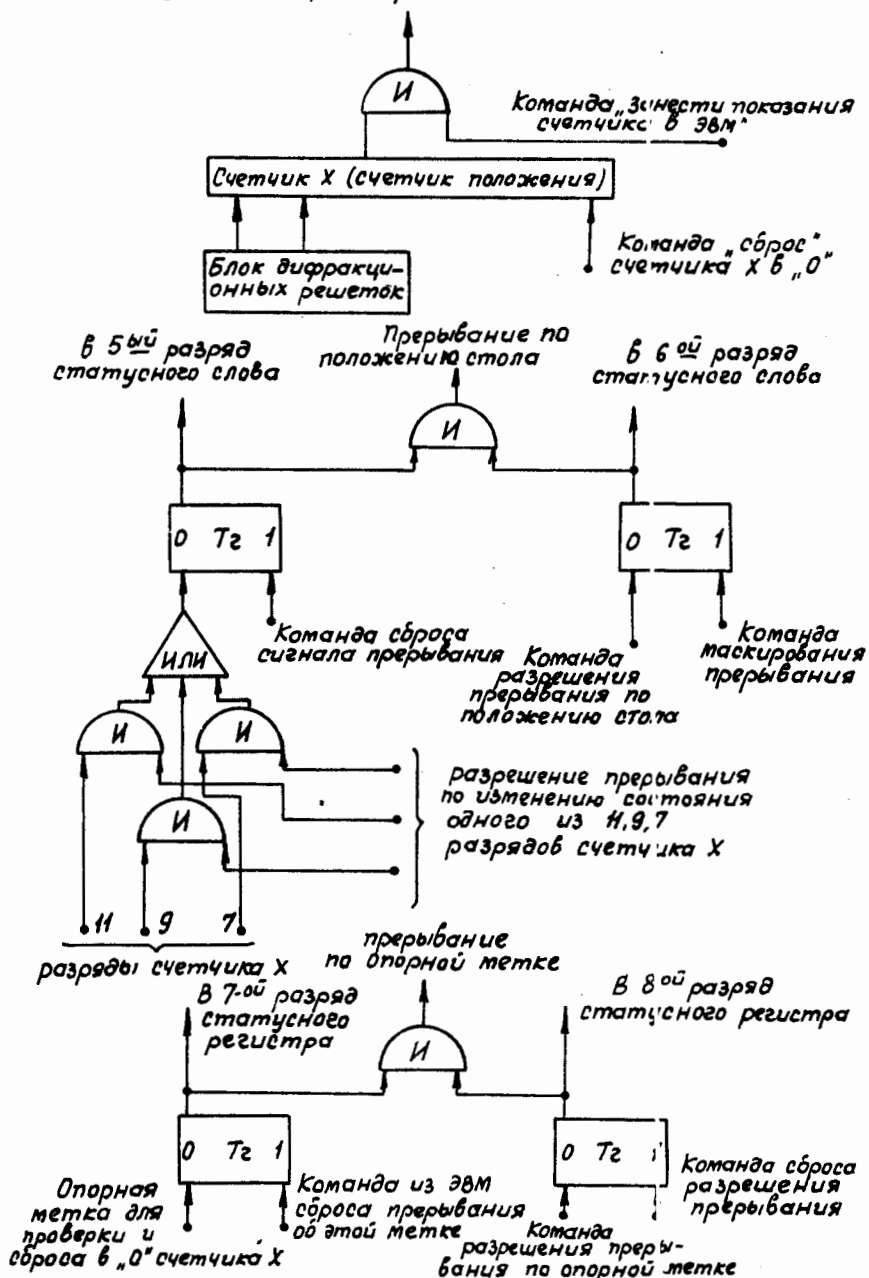 И
Команда „занести показания
счетчика в ЭВМ"
Счетчик X (счетчик положения)
Команда „сброс"
счетчика X в „0"
Блок дифракци-
онных решеток
в 5ый разряд
статусного слова
Прерывание по
положению стола
в 6ой разряд
статусного слова
И
0 Тг 1
0 Тг 1
Команда сброса
сигнала прерывания
Команда
разрешения
прерывания по
положению стола
Команда
маскирования
прерывания
ИЛИ
И
И
И
разрешение прерывания
по изменению состояния
одного из 11,9,7
разрядов счетчика X
11 9 7
разряды счетчика X
прерывание
по опорной метке
В 7-ой разряд
статусного
регистра
В 8ой разряд
статусного регистра
И
0 Тг 1
0 Тг 1
Опорная
метка для
проверки и
сброса в „0" счетчика X
Команда из ЭВМ
сброса прерывания
об этой метке
Команда
разрешения преры-
вания по опорной метке
Команда сброса
разрешения
прерывания